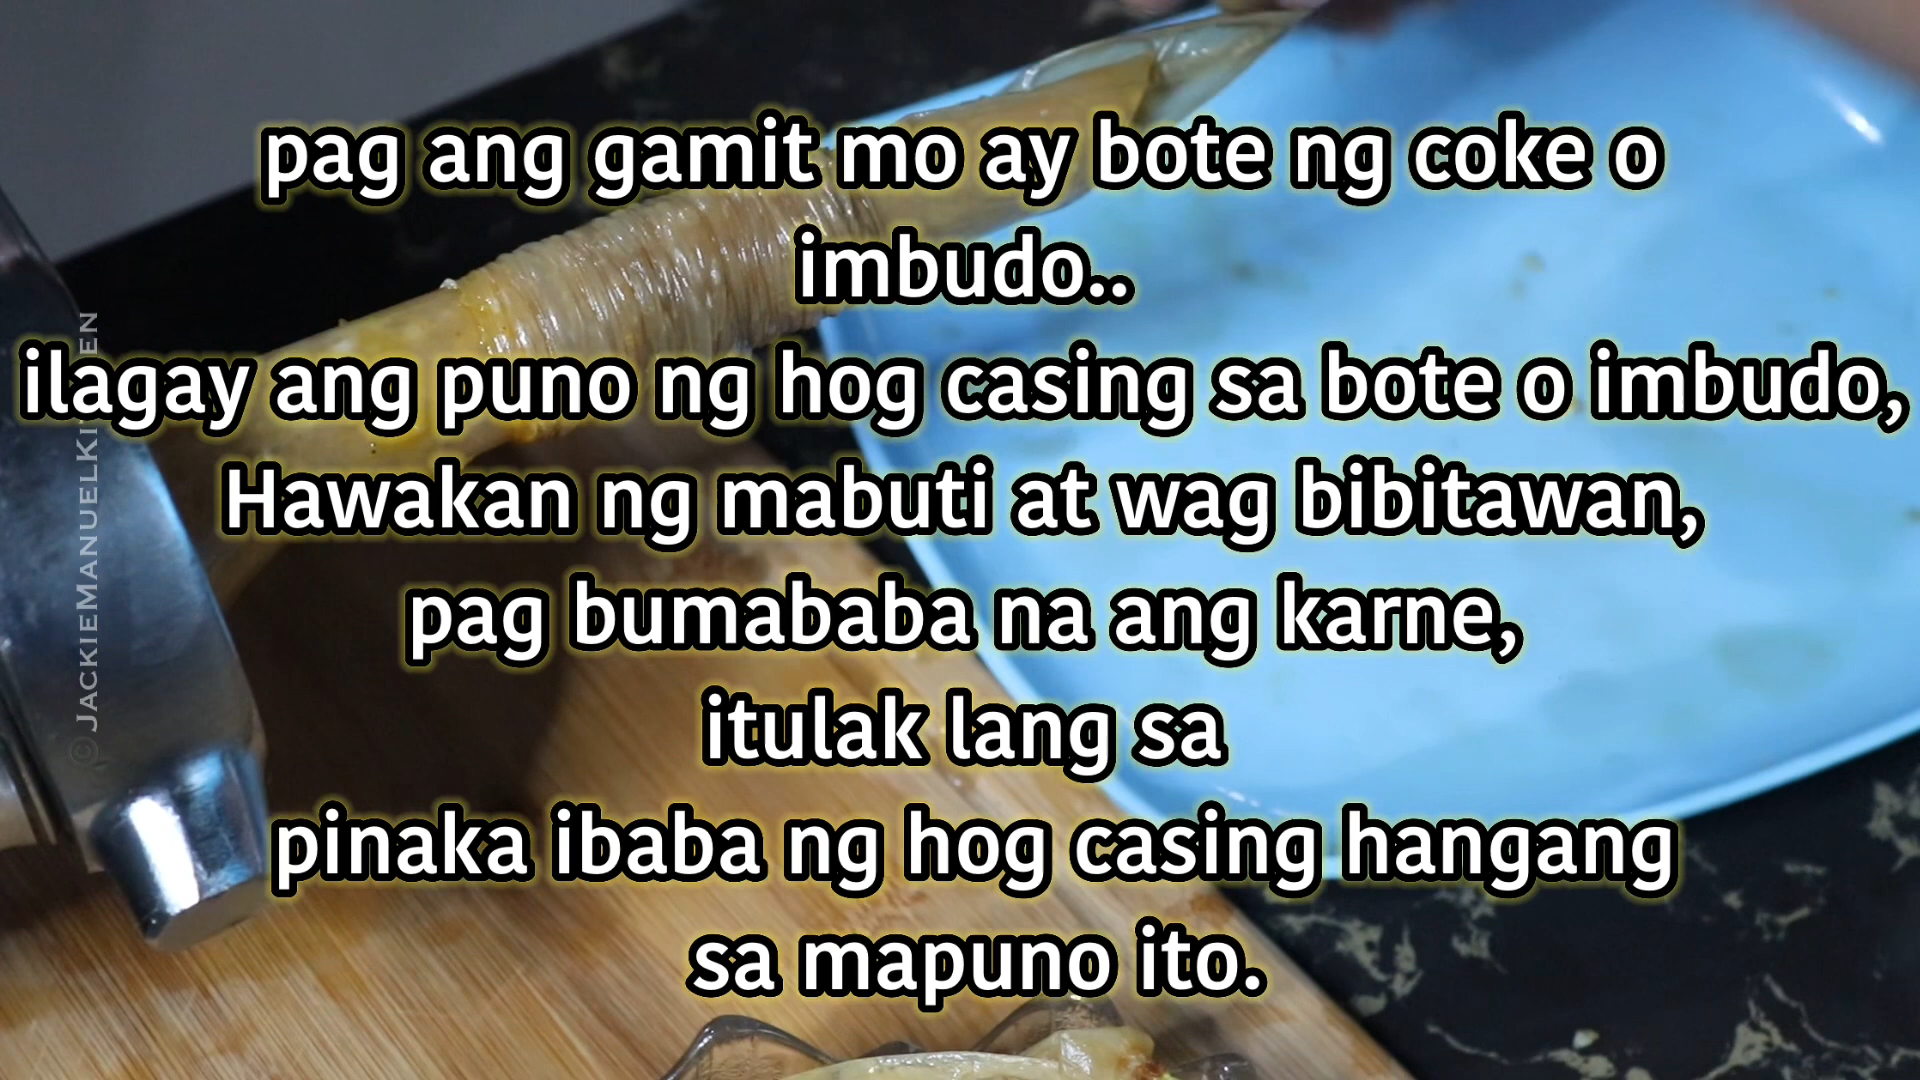 pag ang gamit mo ay bote ng coke o
imbudo..
ilagay ang puno ng hog casing sa bote o imbudo,
Hawakan ng mabuti at wag bibitawan,
pag bumababa na ang karne,
itulak lang sa
pinaka ibaba ng hog casing hangang
sa mapuno ito.